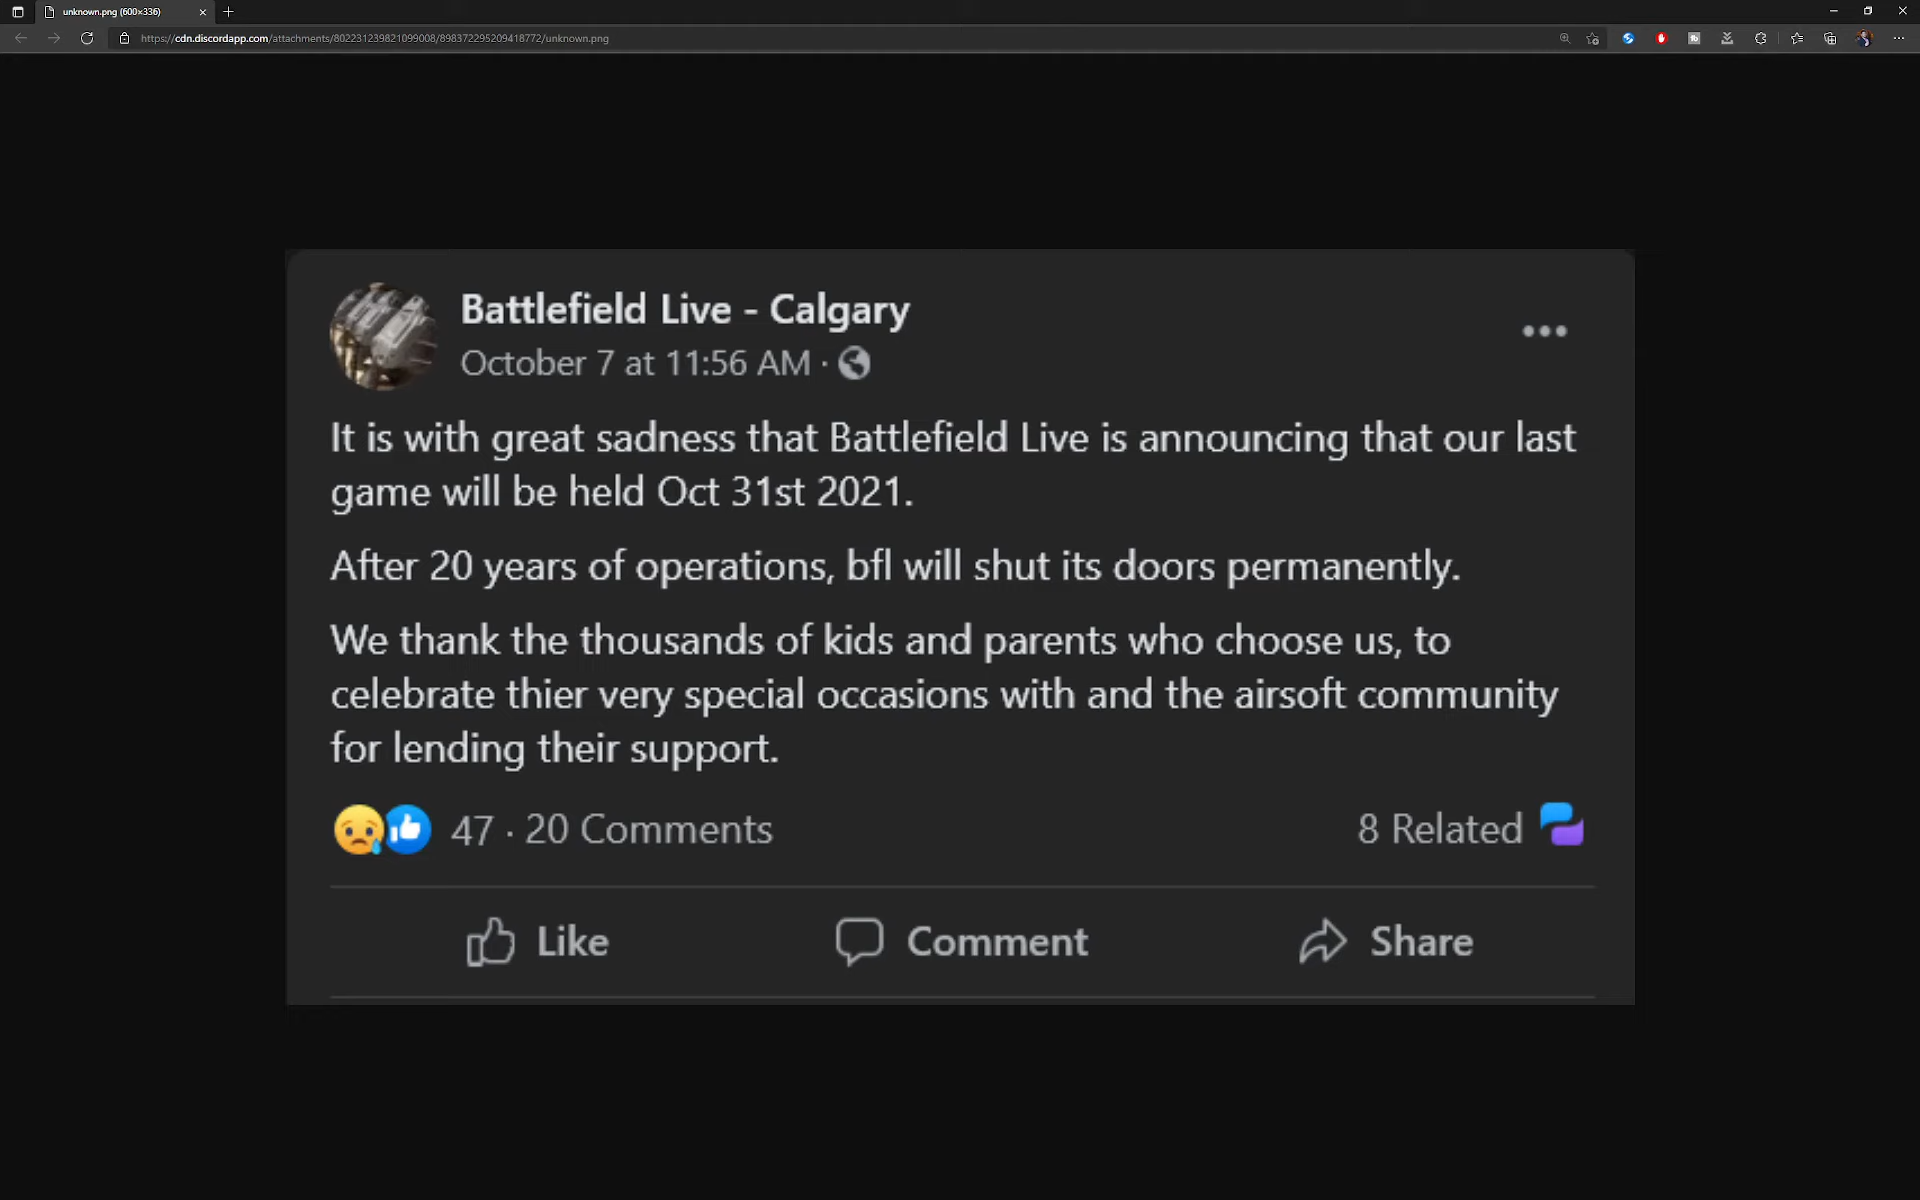 unknown.png (600×336)
https://cdn.discordapp.com/attachments/802231239821099008/898372295209418772/unknown.png
Battlefield Live - Calgary
October 7 at 11:56 AM ·
It is with great sadness that Battlefield Live is announcing that our last
game will be held Oct 31st 2021.
After 20 years of operations, bfl will shut its doors permanently.
We thank the thousands of kids and parents who choose us, to
celebrate thier very special occasions with and the airsoft community
for lending their support.
47 · 20 Comments
8 Related
Like
Comment
Share